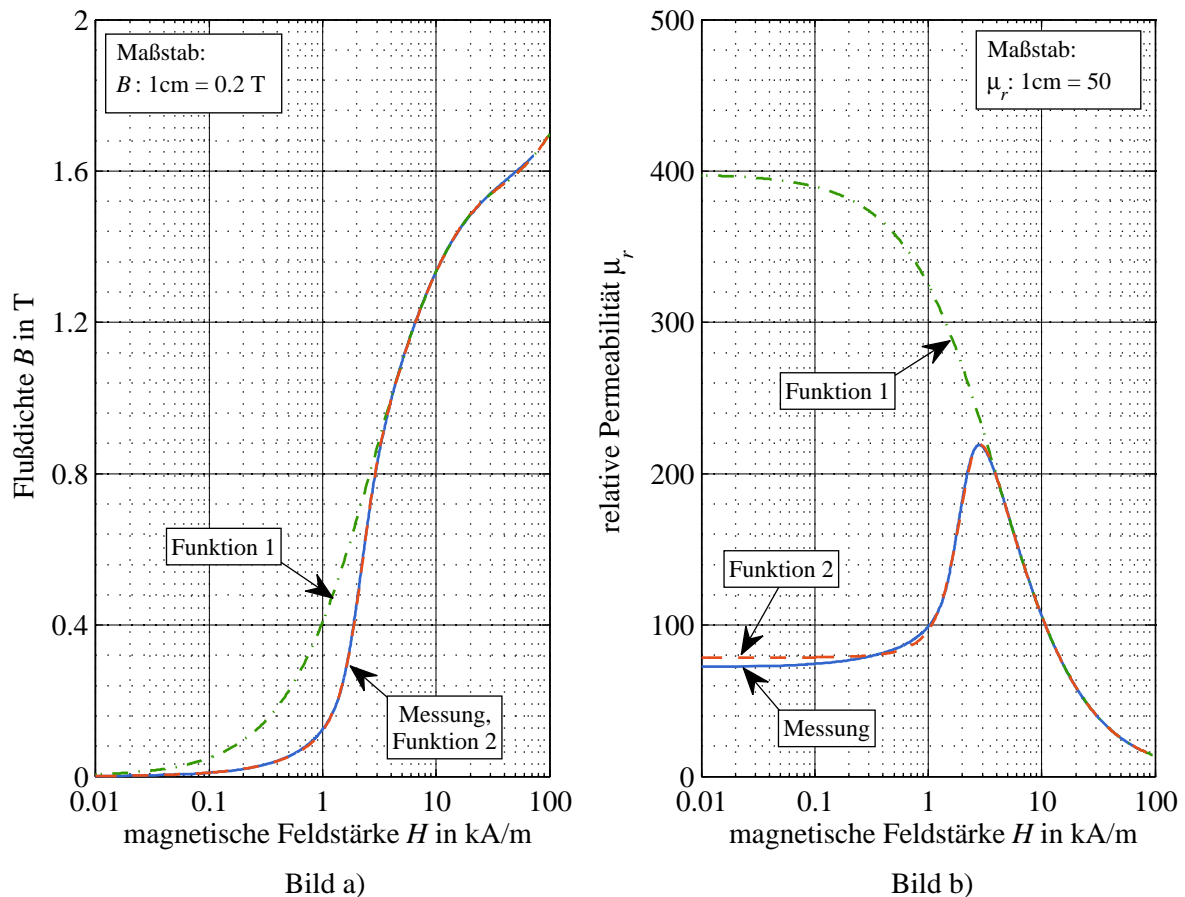 2
1.6
1.2
0.8
0.4
0
Flußdichte B in T
Maßstab:
B: 1cm = 0.2 T
Funktion 1
Messung,
Funktion 2
0.01
0.1
1
10
100
magnetische Feldstärke H in kA/m
Bild a)
500
400
300
200
100
0
relative Permeabilität μr
Maßstab:
μr: 1cm = 50
Funktion 1
Funktion 2
Messung
0.01
0.1
1
10
100
magnetische Feldstärke H in kA/m
Bild b)